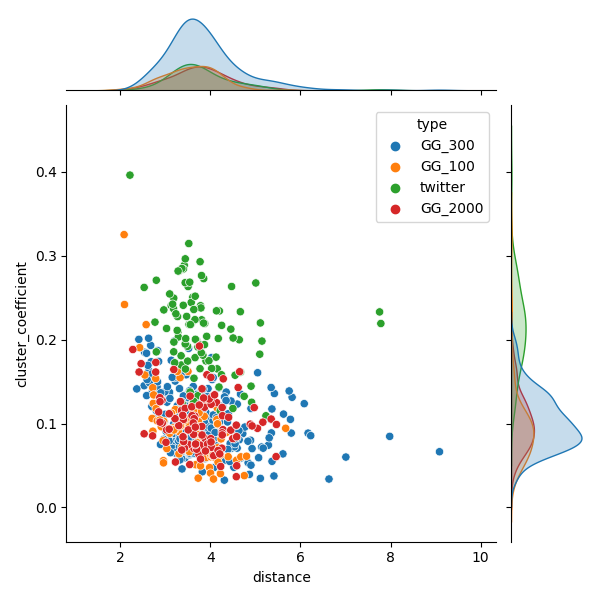 type
GG_300
GG_100
twitter
GG_2000
cluster_coefficient
0.4
0.3
0.2
0.1
0.0
2 4 6 8 10
distance